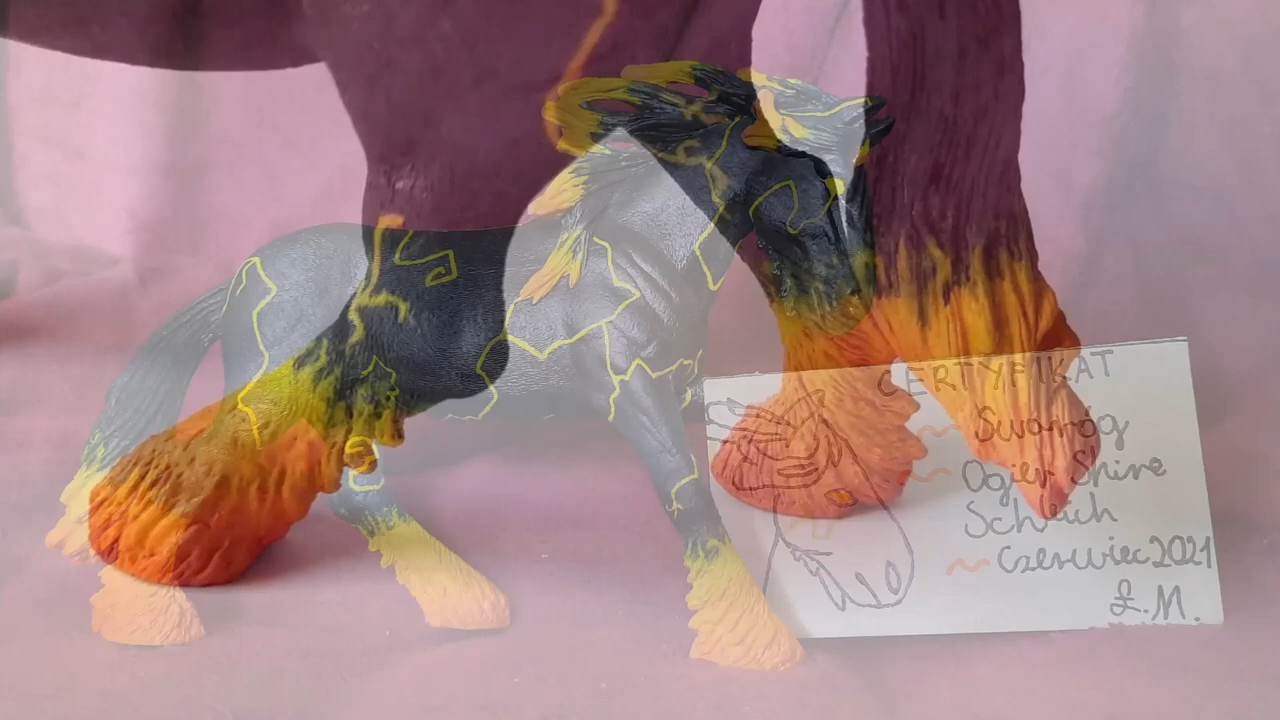 CERTYFIKAT
~ Swaróg
~ Ogier Shire
Schleich
~ Czerwiec 2021
Ł.M.